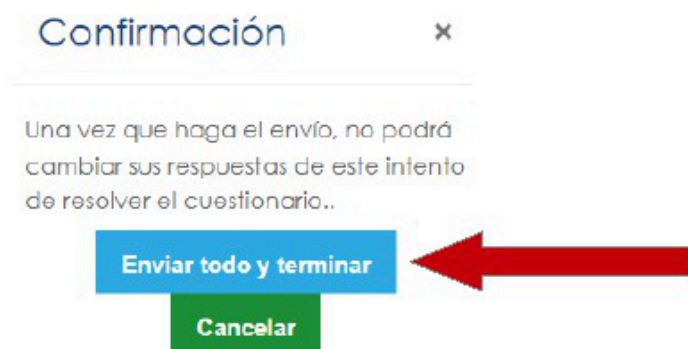 Confirmación ×
Una vez que haga el envío, no podrá
cambiar sus respuestas de este intento
de resolver el cuestionario..
Enviar todo y terminar
Cancelar